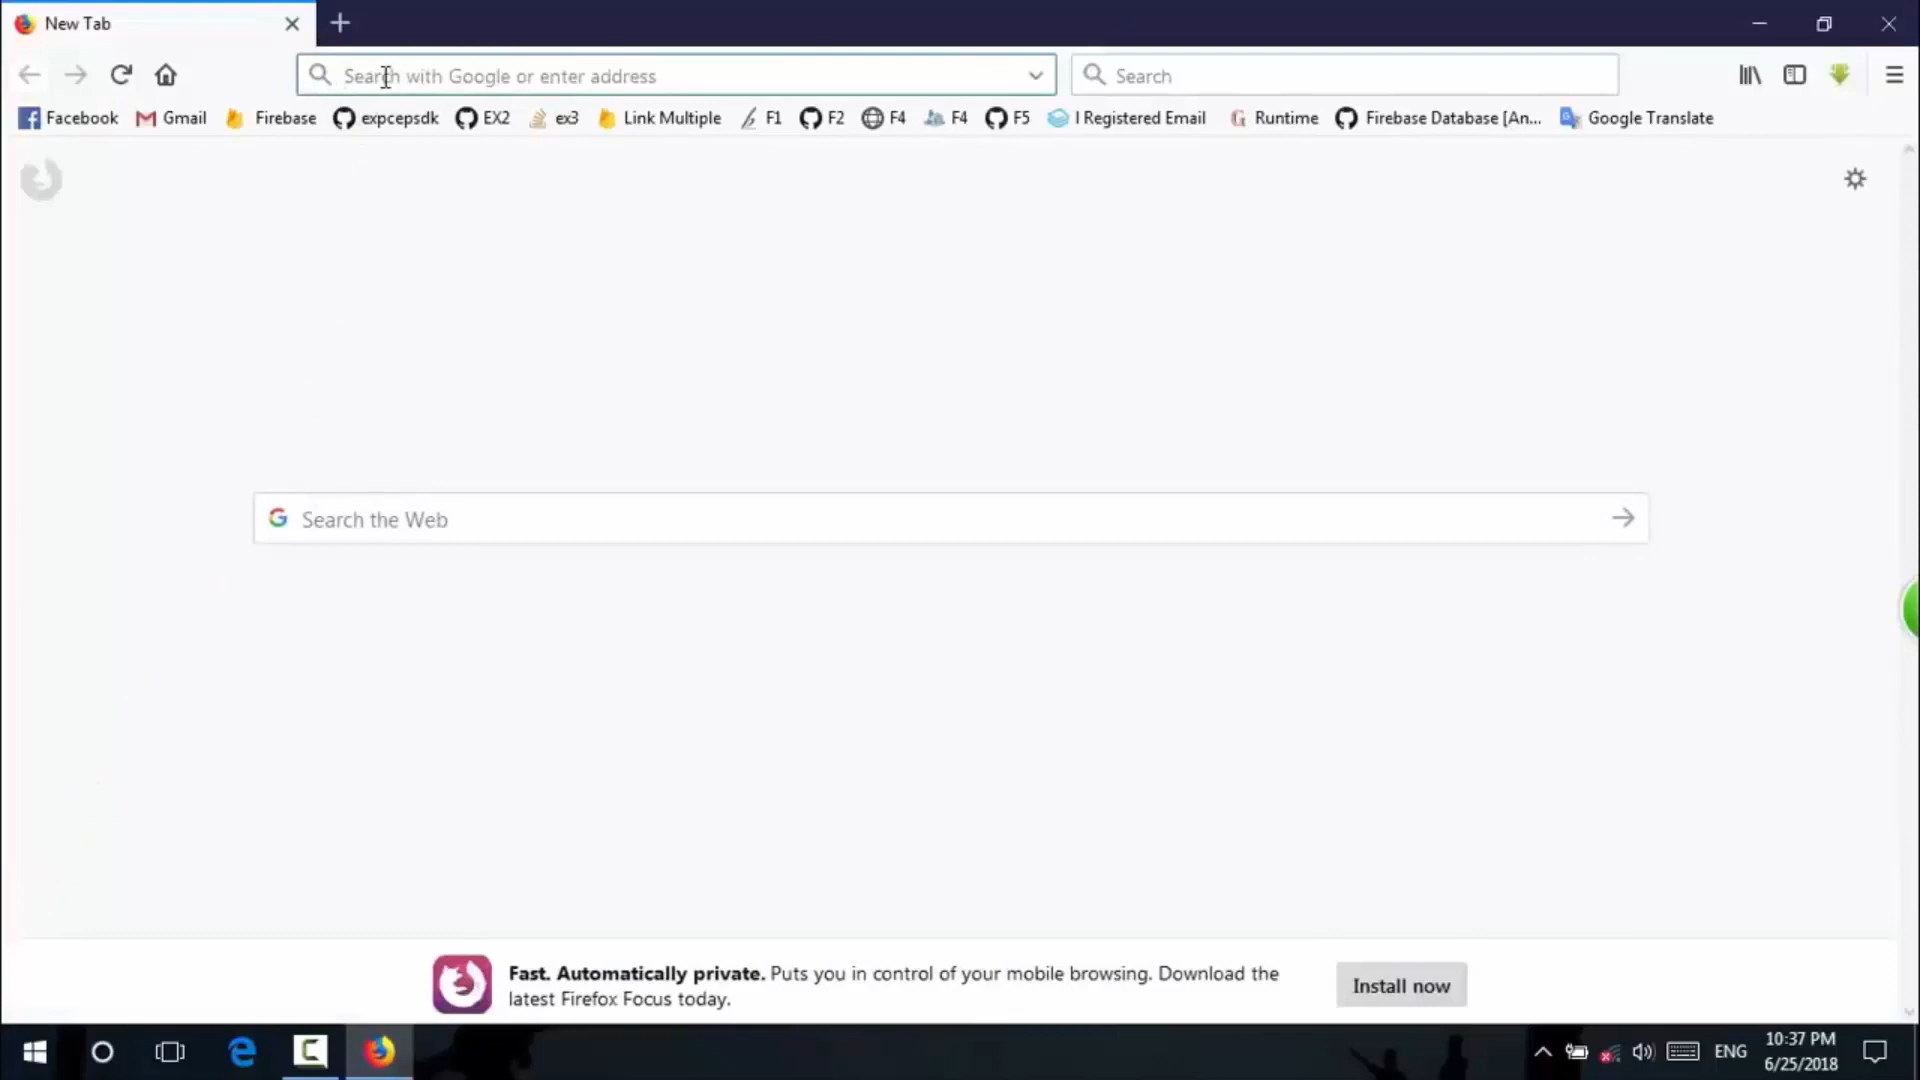 New Tab
Search with Google or enter address
Search
Facebook Gmail Firebase expcepsdk EX2 ex3 Link Multiple F1 F2 F4 F4 F5 I Registered Email Runtime Firebase Database [An... Google Translate
Search the Web
Fast. Automatically private. Puts you in control of your mobile browsing. Download the
latest Firefox Focus today.
Install now
ENG
10:37 PM
6/25/2018